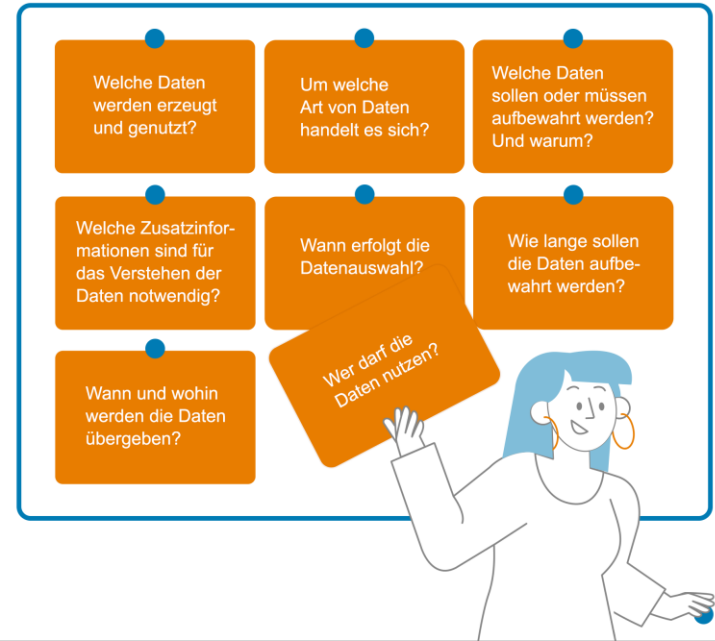 Welche Daten
werden erzeugt
und genutzt?
Um welche
Art von Daten
handelt es sich?
Welche Daten
sollen oder müssen
aufbewahrt werden?
Und warum?
Welche Zusatzinfor-
mationen sind für
das Verstehen der
Daten notwendig?
Wann erfolgt die
Datenauswahl?
Wie lange sollen
die Daten aufbe-
wahrt werden?
Wann und wohin
werden die Daten
übergeben?
Wer darf die
Daten nutzen?